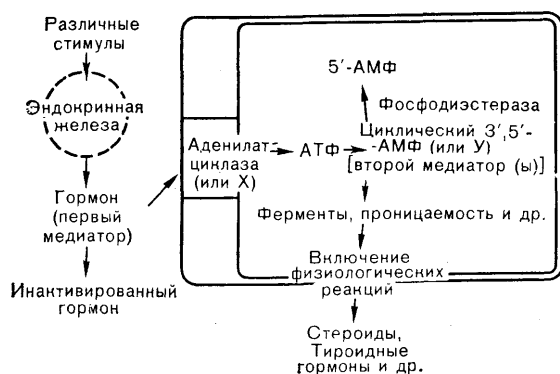 Различные
стимулы
Эндокринная
железа
Гормон
(первый
медиатор)
Инактивированный
гормон
Аденилат-
циклаза
(или X)
АТФ
5′-АМФ
Фосфодиэстераза
Циклический 3′,5′-
-АМФ (или У)
[второй медиатор (ы)]
Ферменты, проницаемость и др.
Включение
физиологических
реакций
Стероиды,
Тироидные
гормоны и др.